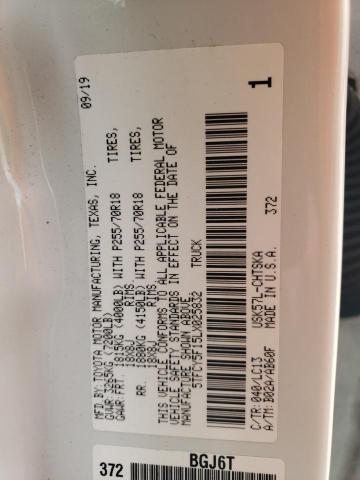 MFD. BY: TOYOTA MOTOR MANUFACTURING, TEXAS, INC. 09/19
GVWR 3265KG (7200LB)
GAWR: FRT. 1815KG (4000LB) WITH P255/70R18 TIRES,
18X8J RIMS
RR. 1880KG (4150LB) WITH P255/70R18 TIRES,
18X8J RIMS
THIS VEHICLE CONFORMS TO ALL APPLICABLE FEDERAL MOTOR
VEHICLE SAFETY STANDARDS IN EFFECT ON THE DATE OF
MANUFACTURE SHOWN ABOVE.
5TFCY5F15LX025832 TRUCK
1
C/TR: 040/LC13 USK57L-CHTSKA 372
A/TM: B02A/AB60F MADE IN U.S.A.
372 BGJ6T